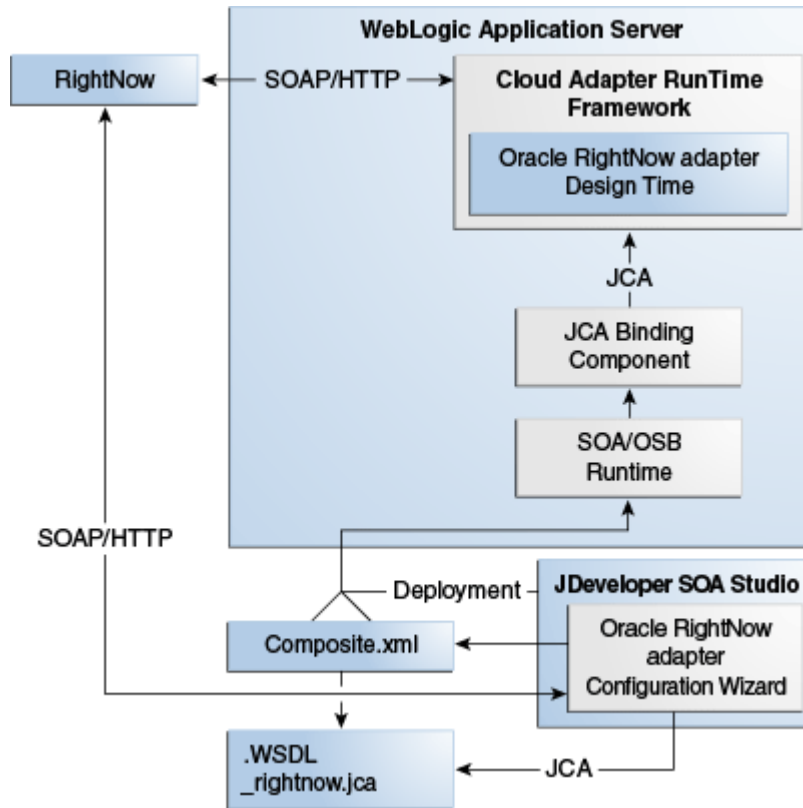 WebLogic Application Server
RightNow
SOAP/HTTP
Cloud Adapter RunTime
Framework
Oracle RightNow adapter
Design Time
JCA
JCA Binding
Component
SOA/OSB
Runtime
SOAP/HTTP
Deployment
JDeveloper SOA Studio
Composite.xml
Oracle RightNow
adapter
Configuration Wizard
.WSDL
_rightnow.jca
JCA